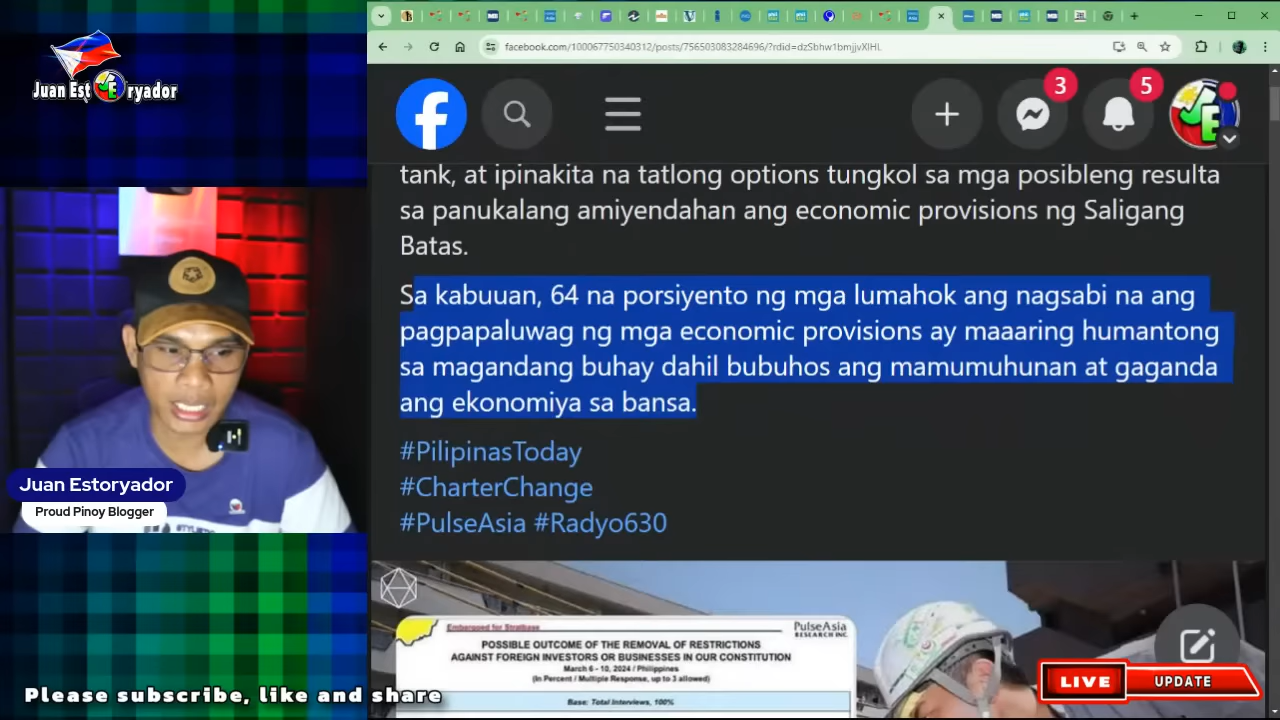 Juan Est ryador
facebook.com/100067750340312/posts/756503083284696/?rdid=dzSbhw1bmjjvXlHL
3
5
tank, at ipinakita na tatlong options tungkol sa mga posibleng resulta
sa panukalang amiyendahan ang economic provisions ng Saligang
Batas.
Sa kabuuan, 64 na porsiyento ng mga lumahok ang nagsabi na ang
pagpapaluwag ng mga economic provisions ay maaaring humantong
sa magandang buhay dahil bubuhos ang mamumuhunan at gaganda
ang ekonomiya sa bansa.
#PilipinasToday
#CharterChange
#PulseAsia #Radyo630
Juan Estoryador
Proud Pinoy Blogger
Embargoed for Stratbase
PulseAsia
RESEARCH INC.
POSSIBLE OUTCOME OF THE REMOVAL OF RESTRICTIONS
AGAINST FOREIGN INVESTORS OR BUSINESSES IN OUR CONSTITUTION
March 6 - 10, 2024 / Philippines
(In Percent / Multiple Response, up to 3 allowed)
Base: Total Interviews, 100%
Please subscribe, like and share
LIVE UPDATE